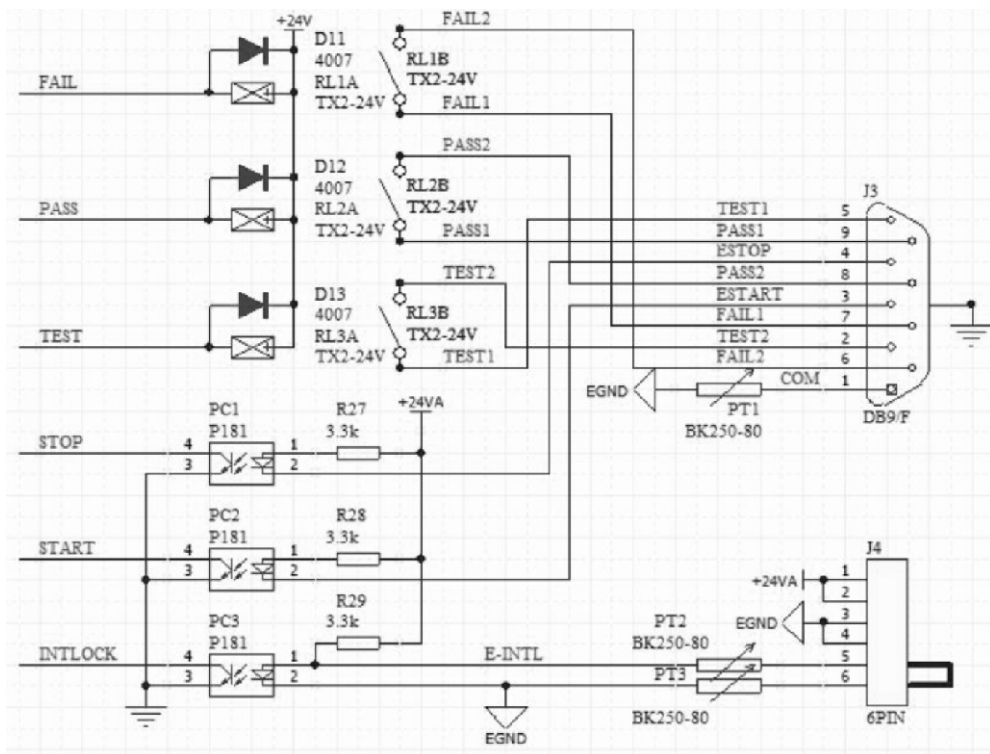 +24V
FAIL2
D11
4007
RL1B
TX2-24V
FAIL
RL1A
TX2-24V
FAIL1
D12
4007
PASS2
RL2B
TX2-24V
PASS
RL2A
TX2-24V
PASS1
D13
4007
TEST2
RL3B
TX2-24V
TEST
RL3A
TX2-24V
TEST1
J3
TEST1 5
PASS1 9
ESTOP 4
PASS2 8
ESTART 3
FAIL1 7
TEST2 2
FAIL2 6
COM 1
EGND
PT1
BK250-80
DB9/F
+24VA
PC1
P181
R27
3.3k
STOP 4 1
3 2
PC2
P181
R28
3.3k
START 4 1
3 2
PC3
P181
R29
3.3k
INTLOCK 4 1
3 2
E-INTL
EGND
J4
+24VA 1
2
EGND 3
4
5
6
PT2
BK250-80
PT3
BK250-80
6PIN